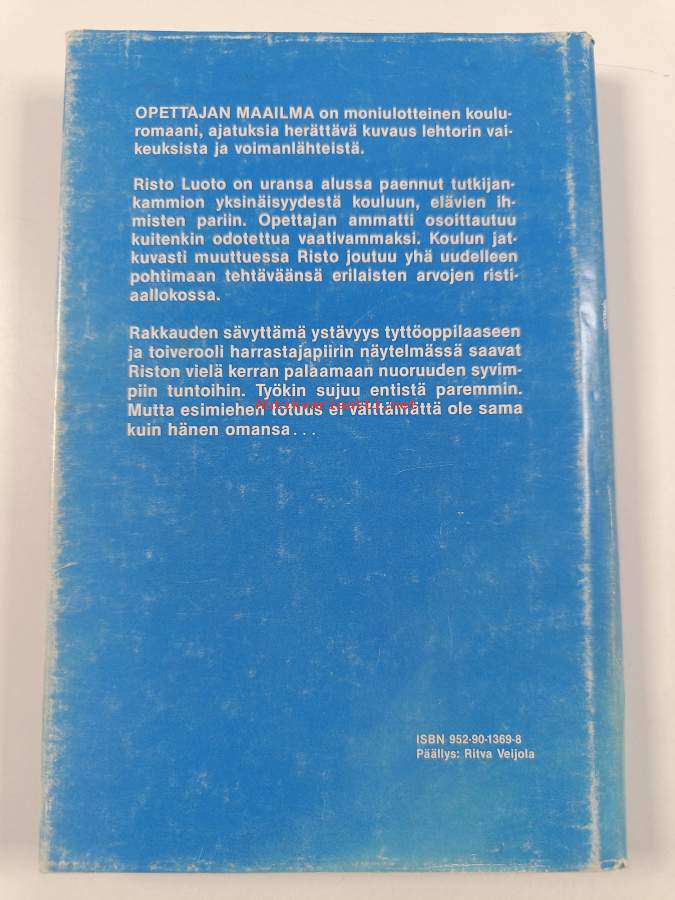 OPETTAJAN MAAILMA on moniulotteinen koulu-
romaani, ajatuksia herättävä kuvaus lehtorin vai-
keuksista ja voimanlähteistä.
Risto Luoto on uransa alussa paennut tutkijan-
kammion yksinäisyydestä kouluun, elävien ih-
misten pariin. Opettajan ammatti osoittautuu
kuitenkin odotettua vaativammaksi. Koulun jat-
kuvasti muuttuessa Risto joutuu yhä uudelleen
pohtimaan tehtäväänsä erilaisten arvojen risti-
aallokossa.
Rakkauden sävyttämä ystävyys tyttöoppilaaseen
ja toiverooli harrastajapiirin näytelmässä saavat
Riston vielä kerran palaamaan nuoruuden syvim-
piin tuntoihin. Työkin sujuu entistä paremmin.
Mutta esimiehen totuus ei välttämättä ole sama
kuin hänen omansa...
Antikvariaatti.net
ISBN 952-90-1369-8
Päällys: Ritva Veijola